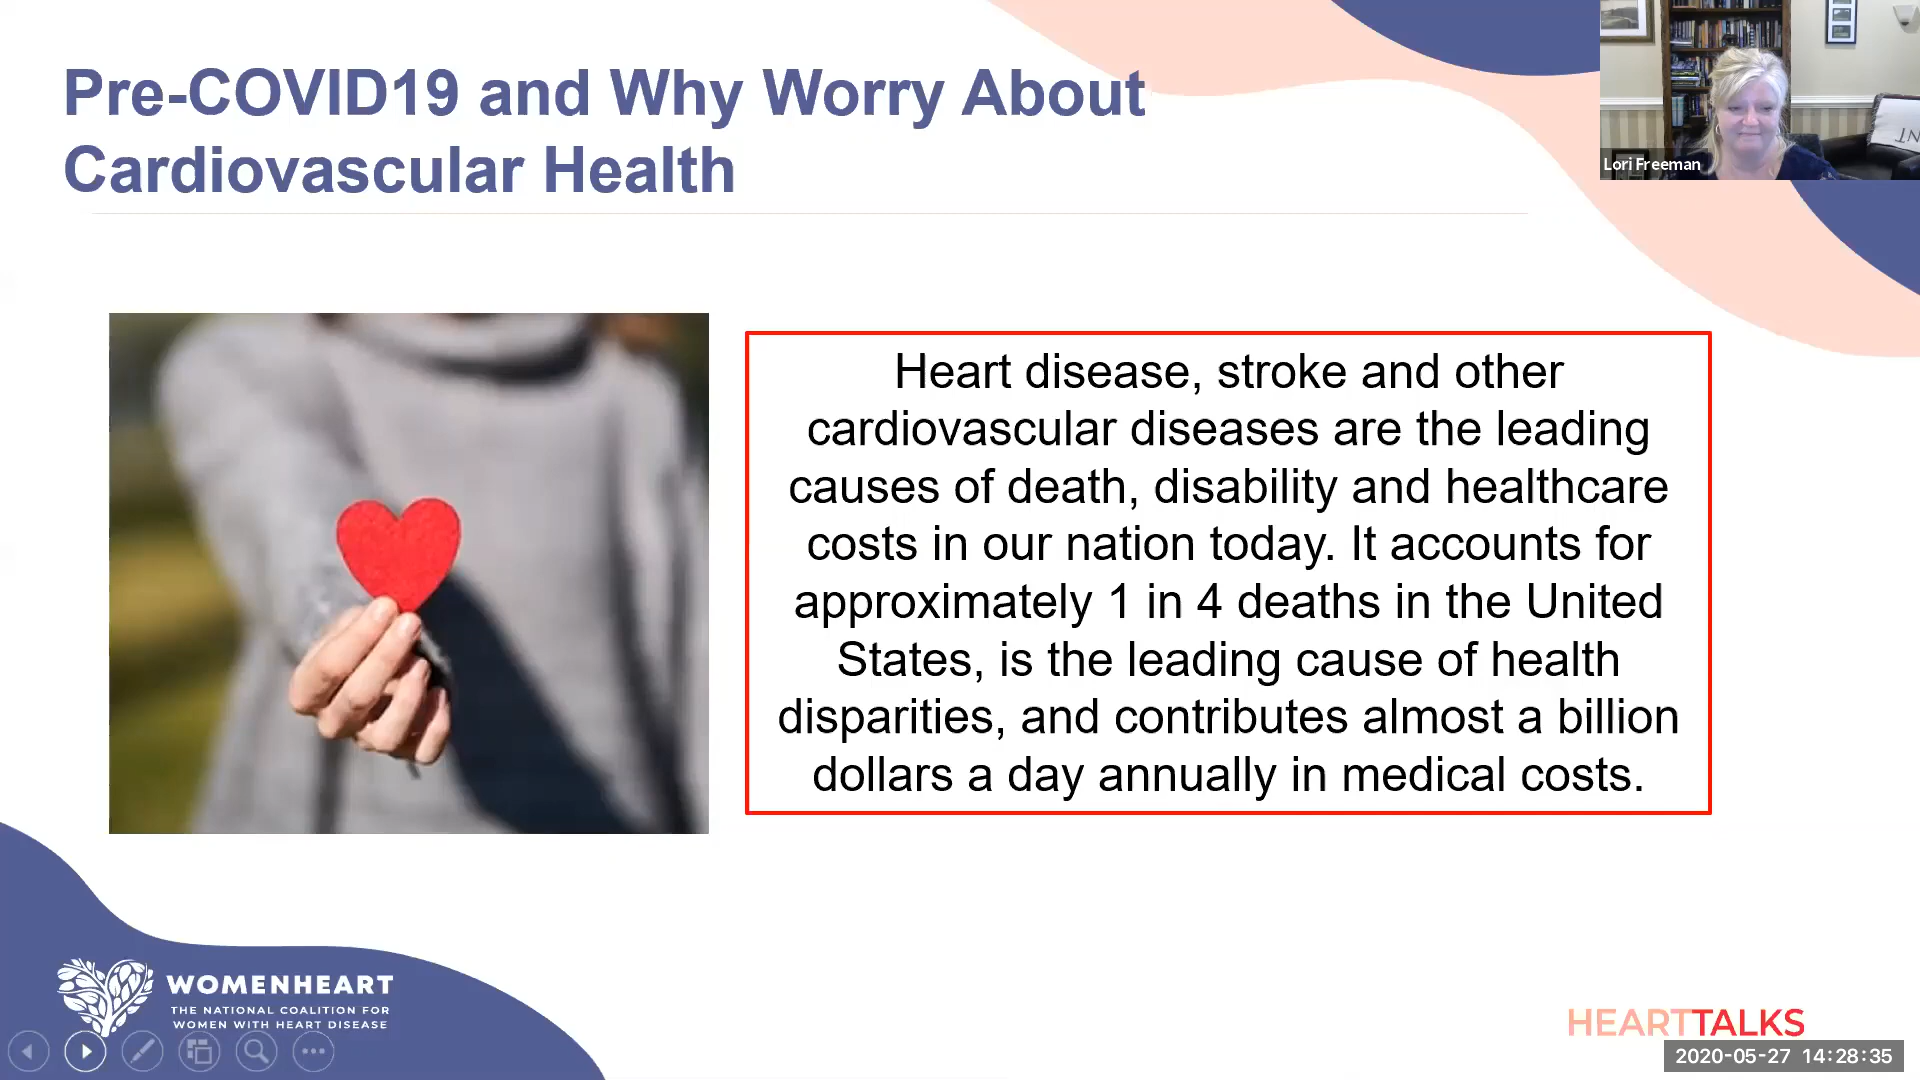 Pre-COVID19 and Why Worry About
Cardiovascular Health
Lori Freeman
Heart disease, stroke and other
cardiovascular diseases are the leading
causes of death, disability and healthcare
costs in our nation today. It accounts for
approximately 1 in 4 deaths in the United
States, is the leading cause of health
disparities, and contributes almost a billion
dollars a day annually in medical costs.
WOMENHEART
THE NATIONAL COALITION FOR
WOMEN WITH HEART DISEASE
HEARTTALKS
2020-05-27 14:28:35